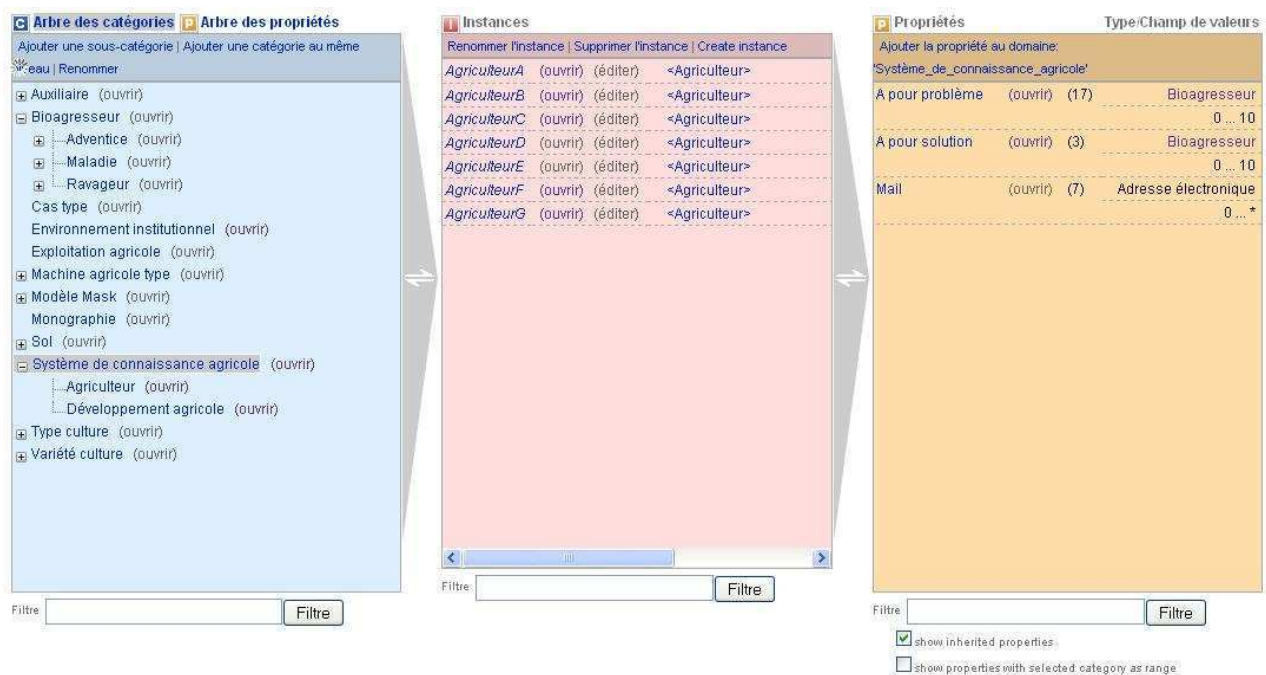 C Arbre des catégories P Arbre des propriétés
Ajouter une sous-catégorie | Ajouter une catégorie au même
eau | Renommer
Auxiliaire (ouvrir)
Bioagresseur (ouvrir)
Adventice (ouvrir)
Maladie (ouvrir)
Ravageur (ouvrir)
Cas type (ouvrir)
Environnement institutionnel (ouvrir)
Exploitation agricole (ouvrir)
Machine agricole type (ouvrir)
Modèle Mask (ouvrir)
Monographie (ouvrir)
Sol (ouvrir)
Système de connaissance agricole (ouvrir)
Agriculteur (ouvrir)
Développement agricole (ouvrir)
Type culture (ouvrir)
Variété culture (ouvrir)
Filtre Filtre
I Instances
Renommer l'instance | Supprimer l'instance | Create instance
AgriculteurA (ouvrir) (éditer) <Agriculteur>
AgriculteurB (ouvrir) (éditer) <Agriculteur>
AgriculteurC (ouvrir) (éditer) <Agriculteur>
AgriculteurD (ouvrir) (éditer) <Agriculteur>
AgriculteurE (ouvrir) (éditer) <Agriculteur>
AgriculteurF (ouvrir) (éditer) <Agriculteur>
AgriculteurG (ouvrir) (éditer) <Agriculteur>
Filtre Filtre
P Propriétés Type/Champ de valeurs
Ajouter la propriété au domaine:
'Système_de_connaissance_agricole'
A pour problème (ouvrir) (17) Bioagresseur
0 ... 10
A pour solution (ouvrir) (3) Bioagresseur
0 ... 10
Mail (ouvrir) (7) Adresse électronique
0 ... *
Filtre Filtre
show inherited properties
show properties with selected category as range